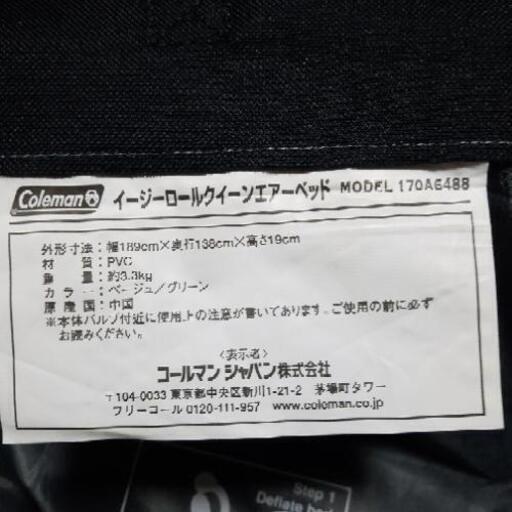 Coleman イージーロールクイーンエアーベッド MODEL 170A6488
外形寸法：幅189cm×奥行138cm×高さ19cm
材　質：PVC
重　量：約3.3kg
カ ラ ー：ベージュ／グリーン
原 産 国：中国
※本体バルブ付近に使用上の注意が書いてあります。ご使用の前に必ず
お読みください。
〈表示者〉
コールマン ジャパン株式会社
〒104-0033 東京都中央区新川1-21-2 茅場町タワー
フリーコール 0120-111-957 www.coleman.co.jp
Step 1
Deflate bed